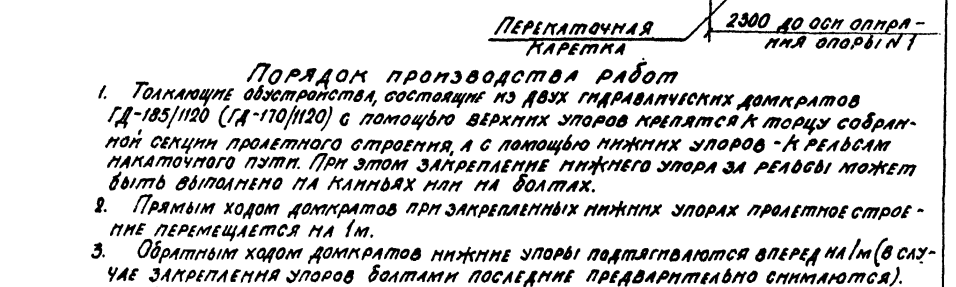 Перекаточная
каретка
2300 до оси опира-
ния опоры N1
Порядок производства работ
1. Толкающие обустройства, состоящие из двух гидравлических домкратов
ГД-185/1120 (ГД-170/1120) с помощью верхних упоров крепятся к торцу собран-
ной секции пролетного строения, а с помощью нижних упоров - к рельсам
накаточного пути. При этом закрепление нижнего упора за рельсы может
быть выполнено на клиньях или на болтах.
2. Прямым ходом домкратов при закрепленных нижних упорах пролетное строе-
ние перемещается на 1м.
3. Обратным ходом домкратов нижние упоры подтягиваются вперед на 1м (в слу-
чае закрепления упоров болтами последние предварительно снимаются).